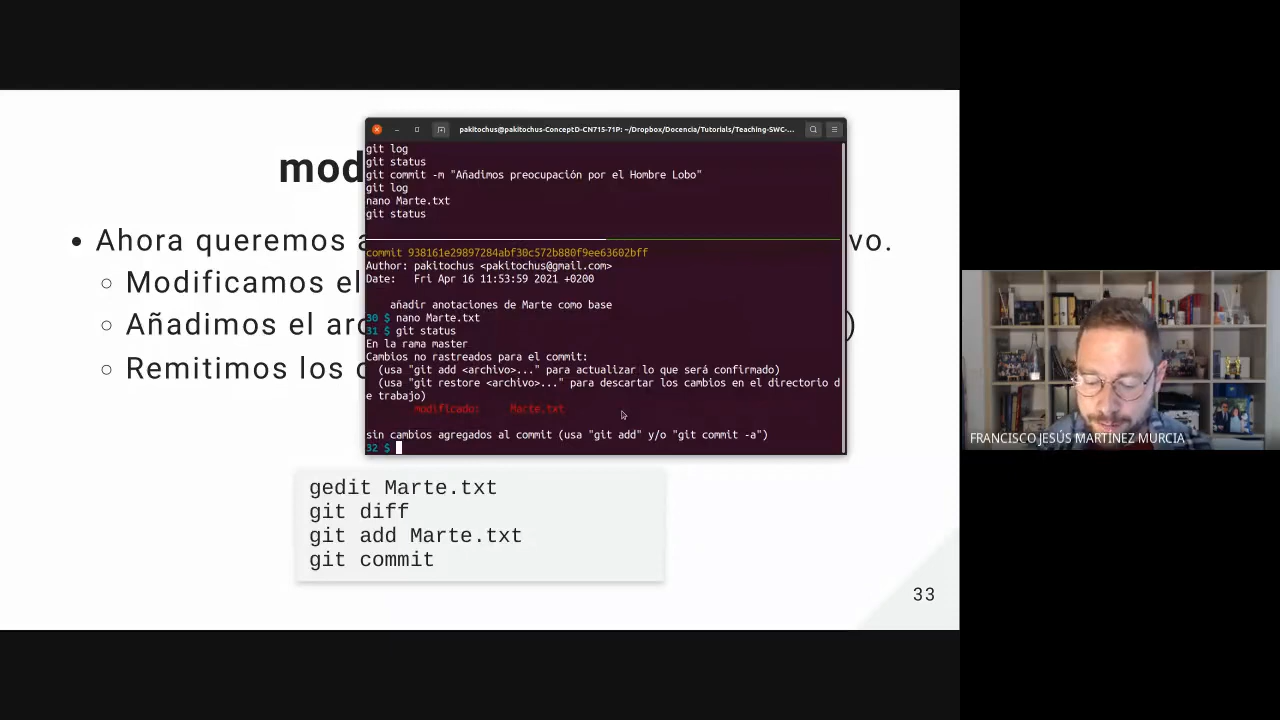 pakitochus@pakitochus-ConceptD-CN715-71P: ~/Dropbox/Docencia/Tutorials/Teaching-SWC-...
git log
git status
git commit -m "Añadimos preocupación por el Hombre Lobo"
git log
nano Marte.txt
git status
commit 938161e29897284abf30c572b880f9ee63602bff
Author: pakitochus <pakitochus@gmail.com>
Date:   Fri Apr 16 11:53:59 2021 +0200
añadir anotaciones de Marte como base
30 $ nano Marte.txt
31 $ git status
En la rama master
Cambios no rastreados para el commit:
(usa "git add <archivo>..." para actualizar lo que será confirmado)
(usa "git restore <archivo>..." para descartar los cambios en el directorio d
e trabajo)
modificado:     Marte.txt
sin cambios agregados al commit (usa "git add" y/o "git commit -a")
32 $
mod
• Ahora queremos a vo.
○ Modificamos el
○ Añadimos el arc )
○ Remitimos los c
gedit Marte.txt
git diff
git add Marte.txt
git commit
33
FRANCISCO JESÚS MARTÍNEZ MURCIA